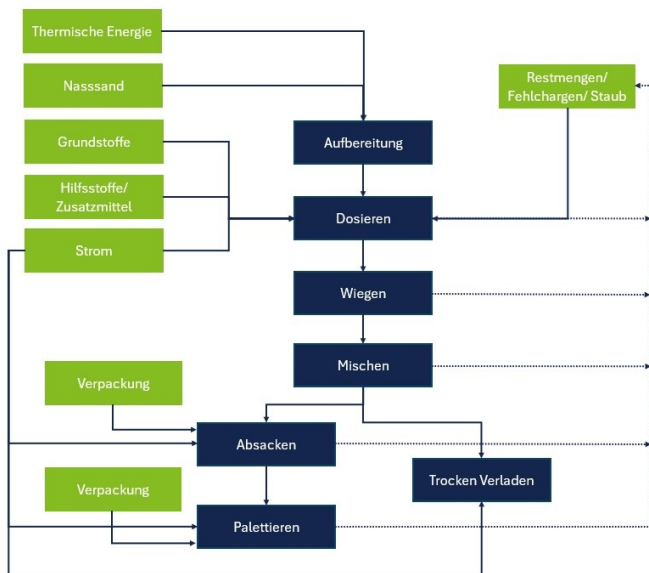 Thermische Energie
Nasssand
Restmengen/
Fehlchargen/ Staub
Grundstoffe
Aufbereitung
Hilfsstoffe/
Zusatzmittel
Dosieren
Strom
Wiegen
Mischen
Verpackung
Absacken
Trocken Verladen
Verpackung
Palettieren